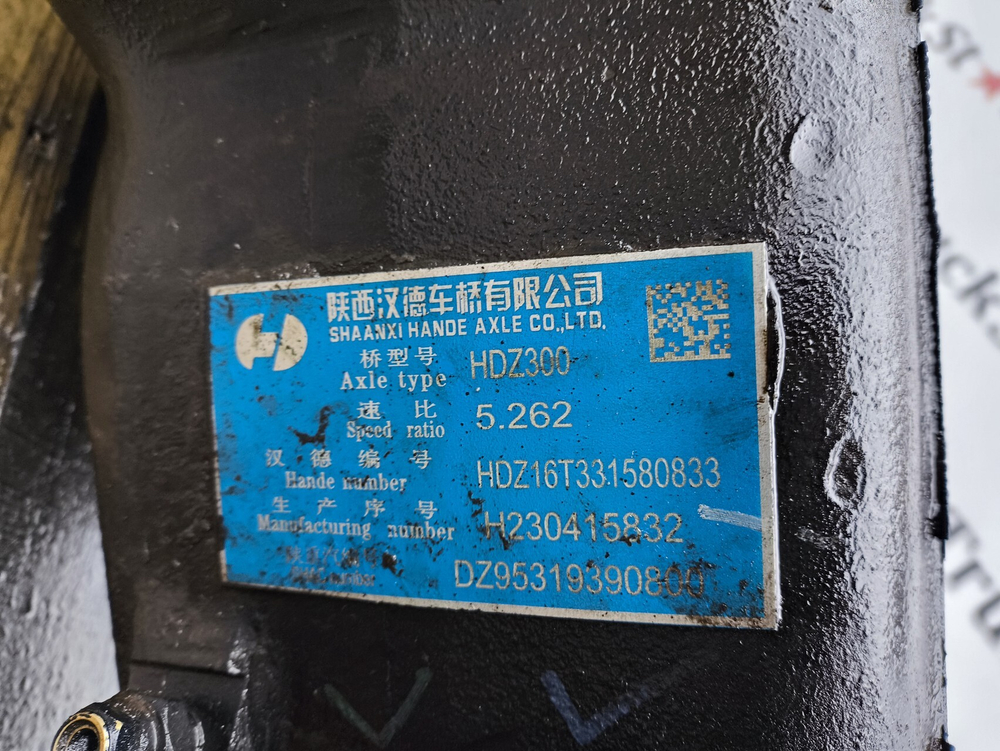 陕西汉德车桥有限公司
SHAANXI HANDE AXLE CO.,LTD.
桥型号 HDZ300
Axle type
速 比 5.262
Speed ratio
汉 德 编 号 HDZ16T331580833
Hande number
生 产 序 号 H230415832
Manufacturing number
DZ95319390800